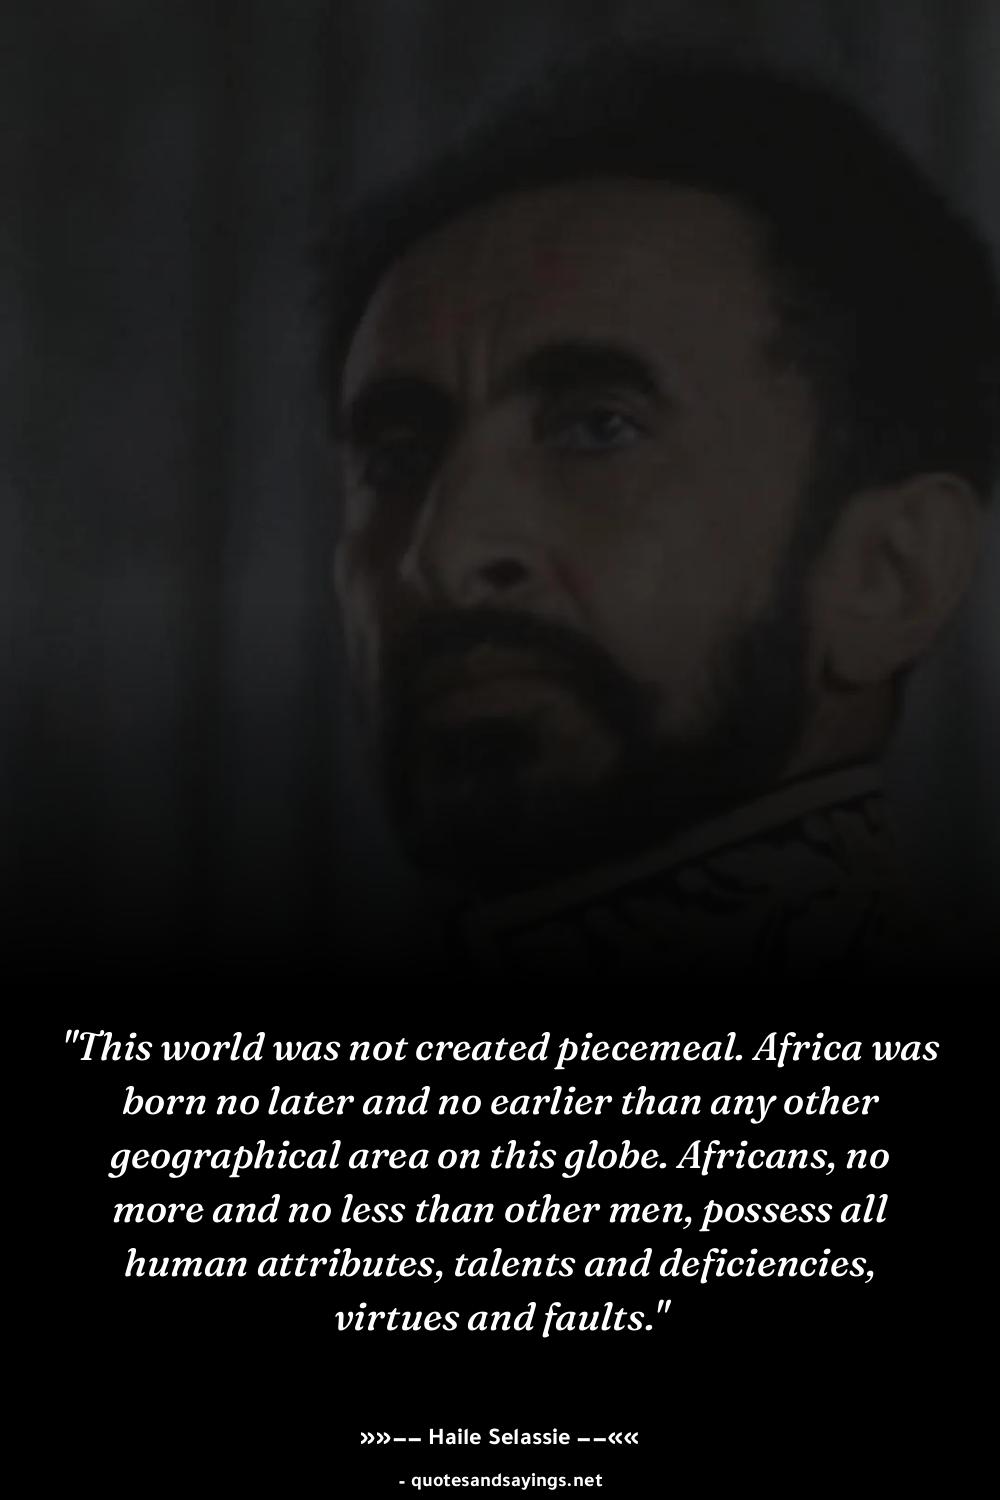 "This world was not created piecemeal. Africa was
born no later and no earlier than any other
geographical area on this globe. Africans, no
more and no less than other men, possess all
human attributes, talents and deficiencies,
virtues and faults."
»»−− Haile Selassie −−««
- quotesandsayings.net